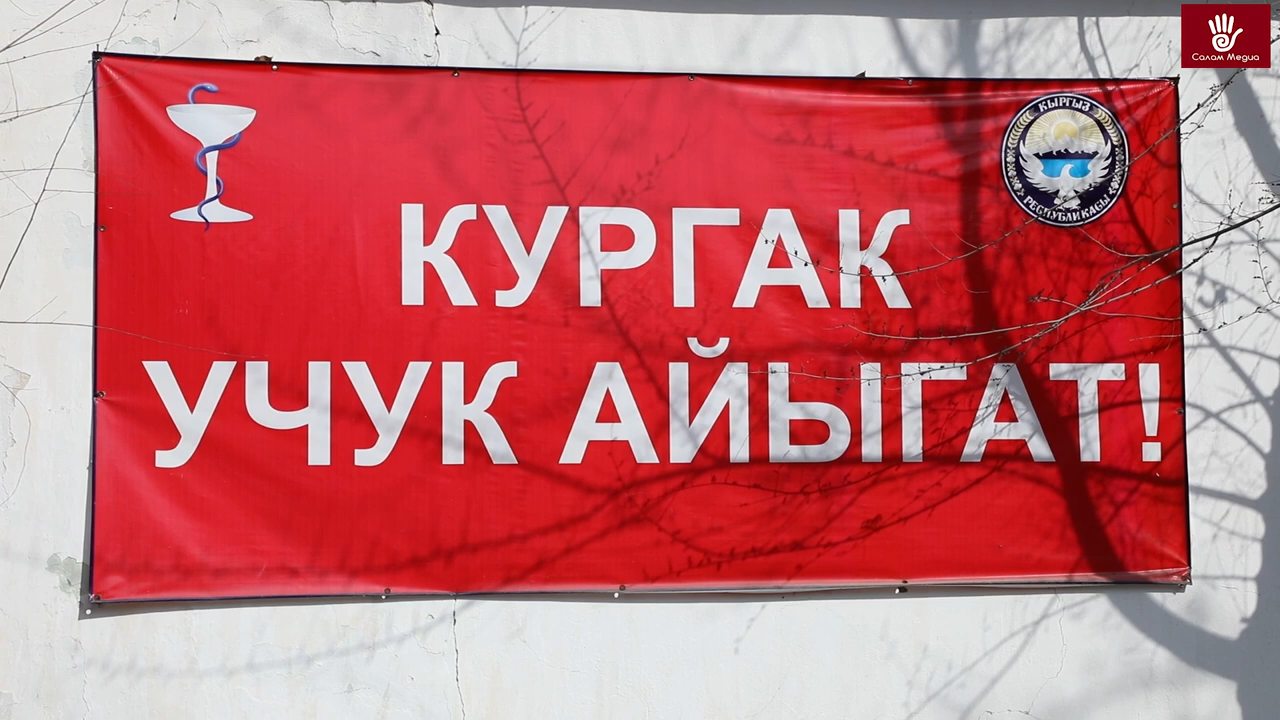 Салам Медиа
КЫРГЫЗ
РЕСПУБЛИКАСЫ
КУРГАК
УЧУК АЙЫГАТ!